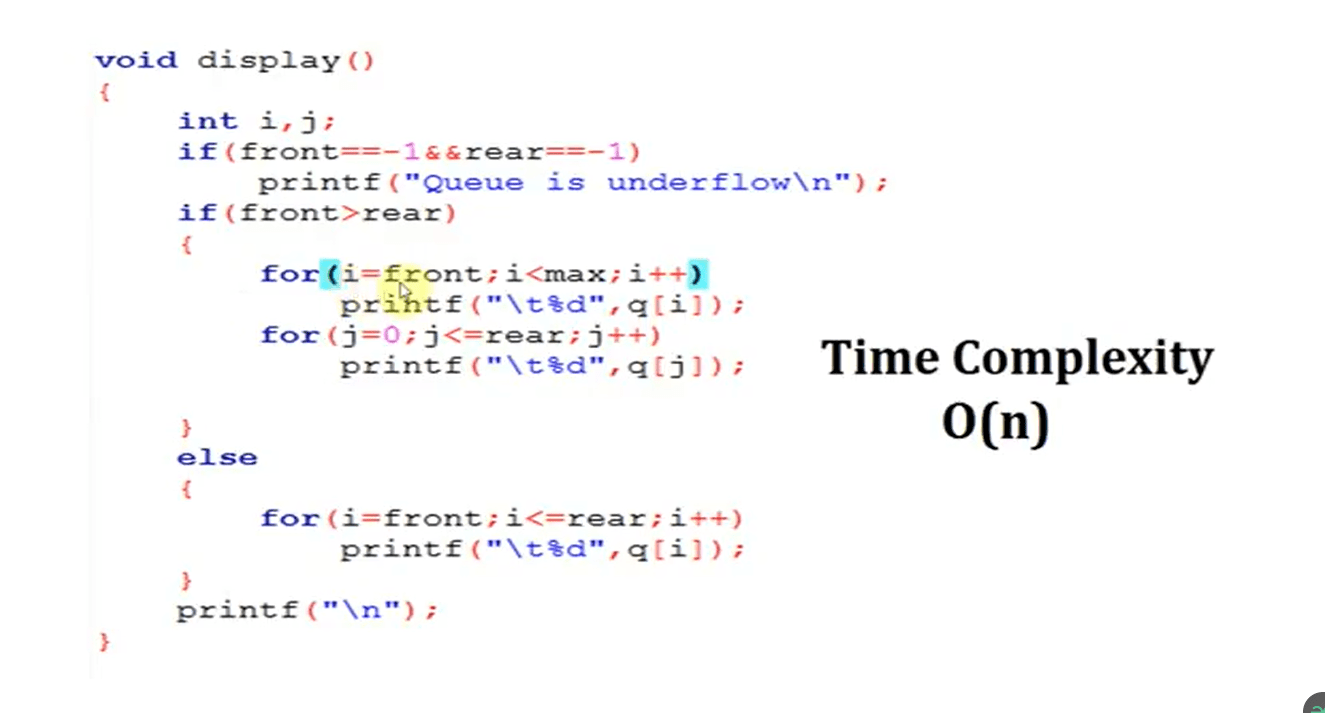 void display()
{
int i,j;
if(front==-1&&rear==-1)
printf("Queue is underflow\n");
if(front>rear)
{
for(i=front;i<max;i++)
printf("\t%d",q[i]);
for(j=0;j<=rear;j++)
printf("\t%d",q[j]);
}
else
{
for(i=front;i<=rear;i++)
printf("\t%d",q[i]);
}
printf("\n");
}
Time Complexity
O(n)